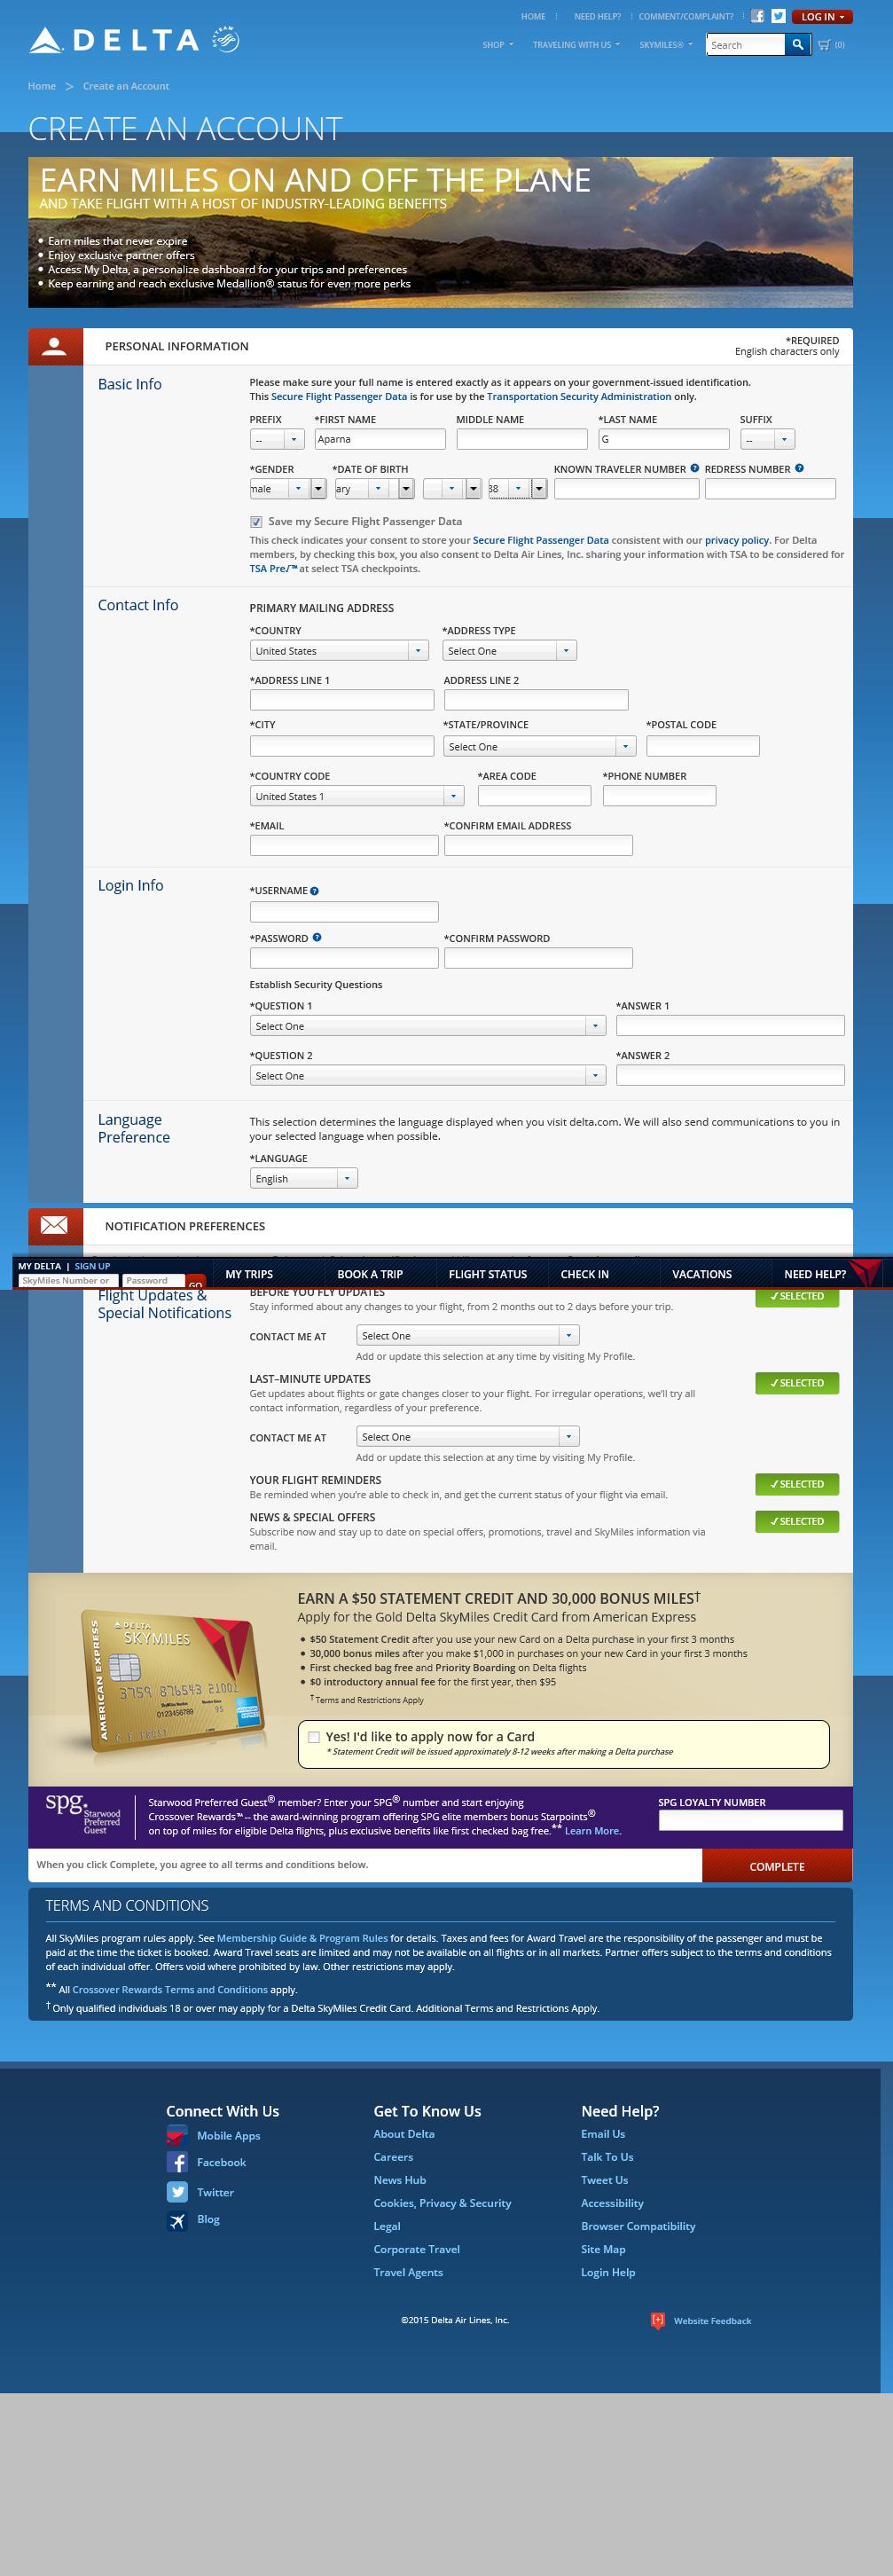 HOME | NEED HELP? | COMMENT/COMPLAINT? | LOG IN
DELTA
SHOP TRAVELING WITH US SKYMILES® Search (0)
Home > Create an Account
CREATE AN ACCOUNT
EARN MILES ON AND OFF THE PLANE
AND TAKE FLIGHT WITH A HOST OF INDUSTRY-LEADING BENEFITS
• Earn miles that never expire
• Enjoy exclusive partner offers
• Access My Delta, a personalize dashboard for your trips and preferences
• Keep earning and reach exclusive Medallion® status for even more perks
PERSONAL INFORMATION
*REQUIRED
English characters only
Basic Info
Please make sure your full name is entered exactly as it appears on your government-issued identification.
This Secure Flight Passenger Data is for use by the Transportation Security Administration only.
PREFIX *FIRST NAME MIDDLE NAME *LAST NAME SUFFIX
-- Aparna G --
*GENDER *DATE OF BIRTH KNOWN TRAVELER NUMBER ? REDRESS NUMBER ?
male ary 38
Save my Secure Flight Passenger Data
This check indicates your consent to store your Secure Flight Passenger Data consistent with our privacy policy. For Delta
members, by checking this box, you also consent to Delta Air Lines, Inc. sharing your information with TSA to be considered for
TSA Pre✓™ at select TSA checkpoints.
Contact Info
PRIMARY MAILING ADDRESS
*COUNTRY *ADDRESS TYPE
United States Select One
*ADDRESS LINE 1 ADDRESS LINE 2
*CITY *STATE/PROVINCE *POSTAL CODE
Select One
*COUNTRY CODE *AREA CODE *PHONE NUMBER
United States 1
*EMAIL *CONFIRM EMAIL ADDRESS
Login Info
*USERNAME ?
*PASSWORD ? *CONFIRM PASSWORD
Establish Security Questions
*QUESTION 1 *ANSWER 1
Select One
*QUESTION 2 *ANSWER 2
Select One
Language
Preference
This selection determines the language displayed when you visit delta.com. We will also send communications to you in
your selected language when possible.
*LANGUAGE
English
NOTIFICATION PREFERENCES
MY DELTA | SIGN UP
SkyMiles Number or Password GO
MY TRIPS BOOK A TRIP FLIGHT STATUS CHECK IN VACATIONS NEED HELP?
Flight Updates &
Special Notifications
BEFORE YOU FLY UPDATES
Stay informed about any changes to your flight, from 2 months out to 2 days before your trip.
✓ SELECTED
CONTACT ME AT Select One
Add or update this selection at any time by visiting My Profile.
LAST–MINUTE UPDATES
Get updates about flights or gate changes closer to your flight. For irregular operations, we'll try all
contact information, regardless of your preference.
✓ SELECTED
CONTACT ME AT Select One
Add or update this selection at any time by visiting My Profile.
YOUR FLIGHT REMINDERS
Be reminded when you're able to check in, and get the current status of your flight via email.
✓ SELECTED
NEWS & SPECIAL OFFERS
Subscribe now and stay up to date on special offers, promotions, travel and SkyMiles information via
email.
✓ SELECTED
DELTA
SKYMILES
AMERICAN EXPRESS
3759 876543 21001
0123456789
95
EARN A $50 STATEMENT CREDIT AND 30,000 BONUS MILES†
Apply for the Gold Delta SkyMiles Credit Card from American Express
• $50 Statement Credit after you use your new Card on a Delta purchase in your first 3 months
• 30,000 bonus miles after you make $1,000 in purchases on your new Card in your first 3 months
• First checked bag free and Priority Boarding on Delta flights
• $0 introductory annual fee for the first year, then $95
† Terms and Restrictions Apply
Yes! I'd like to apply now for a Card
* Statement Credit will be issued approximately 8-12 weeks after making a Delta purchase
spg.
Starwood
Preferred
Guest
Starwood Preferred Guest® member? Enter your SPG® number and start enjoying
Crossover Rewards™ -- the award-winning program offering SPG elite members bonus Starpoints®
on top of miles for eligible Delta flights, plus exclusive benefits like first checked bag free.** Learn More.
SPG LOYALTY NUMBER
When you click Complete, you agree to all terms and conditions below.
COMPLETE
TERMS AND CONDITIONS
All SkyMiles program rules apply. See Membership Guide & Program Rules for details. Taxes and fees for Award Travel are the responsibility of the passenger and must be
paid at the time the ticket is booked. Award Travel seats are limited and may not be available on all flights or in all markets. Partner offers subject to the terms and conditions
of each individual offer. Offers void where prohibited by law. Other restrictions may apply.
** All Crossover Rewards Terms and Conditions apply.
† Only qualified individuals 18 or over may apply for a Delta SkyMiles Credit Card. Additional Terms and Restrictions Apply.
Connect With Us
Mobile Apps
Facebook
Twitter
Blog
Get To Know Us
About Delta
Careers
News Hub
Cookies, Privacy & Security
Legal
Corporate Travel
Travel Agents
Need Help?
Email Us
Talk To Us
Tweet Us
Accessibility
Browser Compatibility
Site Map
Login Help
©2015 Delta Air Lines, Inc.
Website Feedback